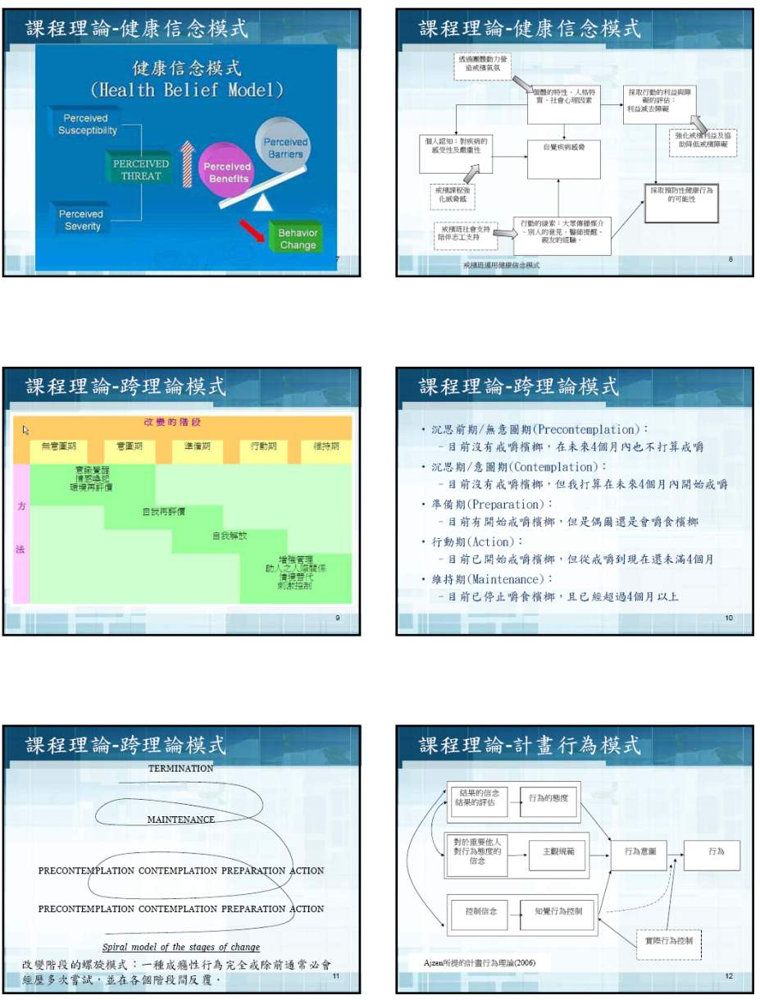 課程理論-健康信念模式
健康信念模式
(Health Belief Model)
Perceived
Susceptibility
PERCEIVED
THREAT
Perceived
Severity
Perceived
Benefits
Perceived
Barriers
Behavior
Change
7
課程理論-健康信念模式
透過團體動力營
造戒檳氣氛
個體的特性、人格特
質、社會心理因素
採取行動的利益與障
礙的評估：
利益減去障礙
個人認知：對疾病的
感受性及嚴重性
自覺疾病威脅
強化戒檳利益及協
助降低戒檳障礙
戒檳課程強
化威脅感
採取預防性健康行為
的可能性
戒檳班社會支持
陪伴志工支持
行動的線索：大眾傳播媒介
、別人的意見、醫師提醒、
親友的經驗、
戒檳班運用健康信念模式
8
課程理論-跨理論模式
改變的階段
無意圖期 意圖期 準備期 行動期 維持期
方
法
意識覺醒
情感喚起
環境再評價
自我再評價
自我解放
增強管理
助人之人際關係
情境替代
刺激控制
9
課程理論-跨理論模式
•沉思前期/無意圖期(Precontemplation)：
–目前沒有戒嚼檳榔，在未來4個月內也不打算戒嚼
•沉思期/意圖期(Contemplation)：
–目前沒有戒嚼檳榔，但我打算在未來4個月內開始戒嚼
•準備期(Preparation)：
–目前有開始戒嚼檳榔，但是偶爾還是會嚼食檳榔
•行動期(Action)：
–目前已開始戒嚼檳榔，但從戒嚼到現在還未滿4個月
•維持期(Maintenance)：
–目前已停止嚼食檳榔，且已經超過4個月以上
10
課程理論-跨理論模式
TERMINATION
MAINTENANCE
PRECONTEMPLATION CONTEMPLATION PREPARATION ACTION
PRECONTEMPLATION CONTEMPLATION PREPARATION ACTION
Spiral model of the stages of change
改變階段的螺旋模式：一種成癮性行為完全戒除前通常必會
經歷多次嘗試，並在各個階段間反覆。
11
課程理論-計畫行為模式
結果的信念
結果的評估
行為的態度
對於重要他人
對行為態度的
信念
主觀規範
行為意圖
行為
控制信念
知覺行為控制
實際行為控制
Ajzen所提的計畫行為理論(2006)
12